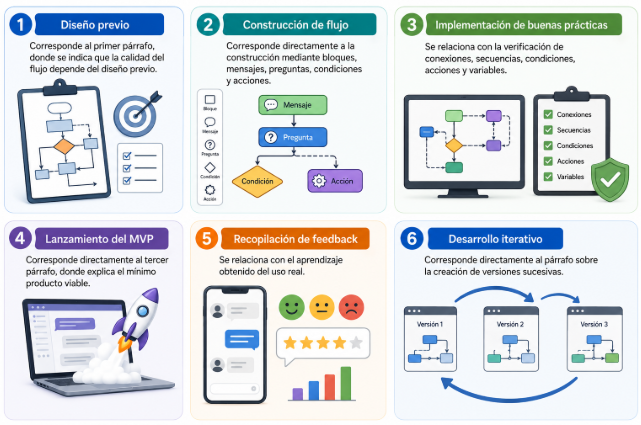 1 Diseño previo
Corresponde al primer párrafo,
donde se indica que la calidad del
flujo depende del diseño previo.
2 Construcción de flujo
Corresponde directamente a la
construcción mediante bloques,
mensajes, preguntas, condiciones
y acciones.
Bloque
Mensaje
Pregunta
Condición
Acción
Mensaje
Pregunta
Condición
Acción
3 Implementación de buenas prácticas
Se relaciona con la verificación de
conexiones, secuencias, condiciones,
acciones y variables.
Conexiones
Secuencias
Condiciones
Acciones
Variables
4 Lanzamiento del MVP
Corresponde directamente al tercer
párrafo, donde explica el mínimo
producto viable.
5 Recopilación de feedback
Se relaciona con el aprendizaje
obtenido del uso real.
6 Desarrollo iterativo
Corresponde directamente al párrafo sobre
la creación de versiones sucesivas.
Versión 1
Versión 2
Versión 3